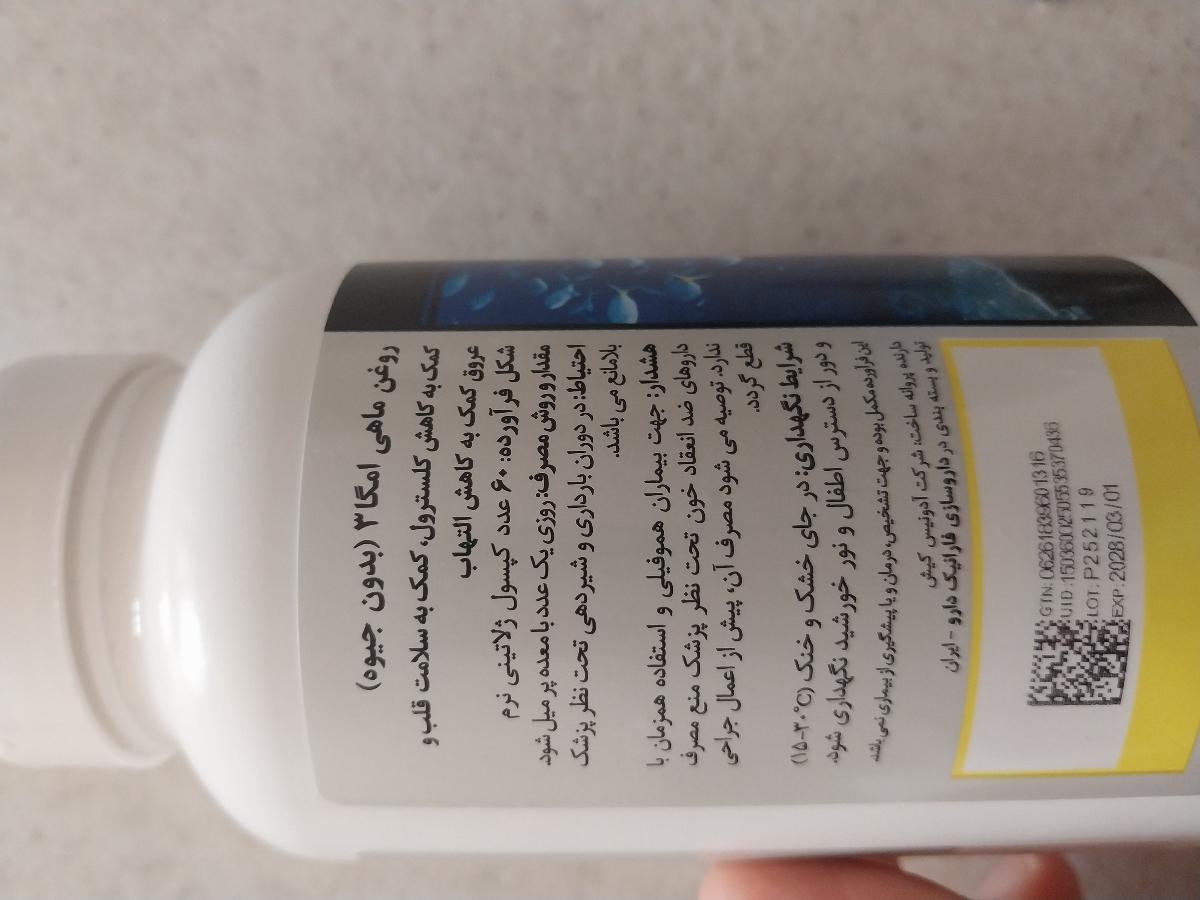 روغن ماهی امگا ۳ (بدون جیوه)
کمک به کاهش کلسترول، کمک به سلامت قلب و
عروق کمک به کاهش التهاب
شکل فرآورده: ۶۰ عدد کپسول ژلاتینی نرم
مقدار و روش مصرف: روزی یک عدد با معده پر میل شود.
احتیاط: در دوران بارداری و شیردهی تحت نظر پزشک
بلامانع می باشد.
هشدار: جهت بیماران هموفیلی و استفاده همزمان با
داروهای ضد انعقاد خون تحت نظر پزشک منع مصرف
ندارد. توصیه می شود مصرف آن، پیش از اعمال جراحی
قطع گردد.
شرایط نگهداری: در جای خشک و خنک (۱۵-۳۰°C)
و دور از دسترس اطفال و نور خورشید نگهداری شود.
این فرآورده مکمل بوده و جهت تشخیص، درمان و یا پیشگیری از بیماری نمی باشد.
دارنده پروانه ساخت: شرکت آدونیس کیش
تولید و بسته بندی در داروسازی فارانیک دارو - ایران
GTN: 06261839601316
UID: 15036002505535370436
LOT: P252119
EXP: 2028/03/01